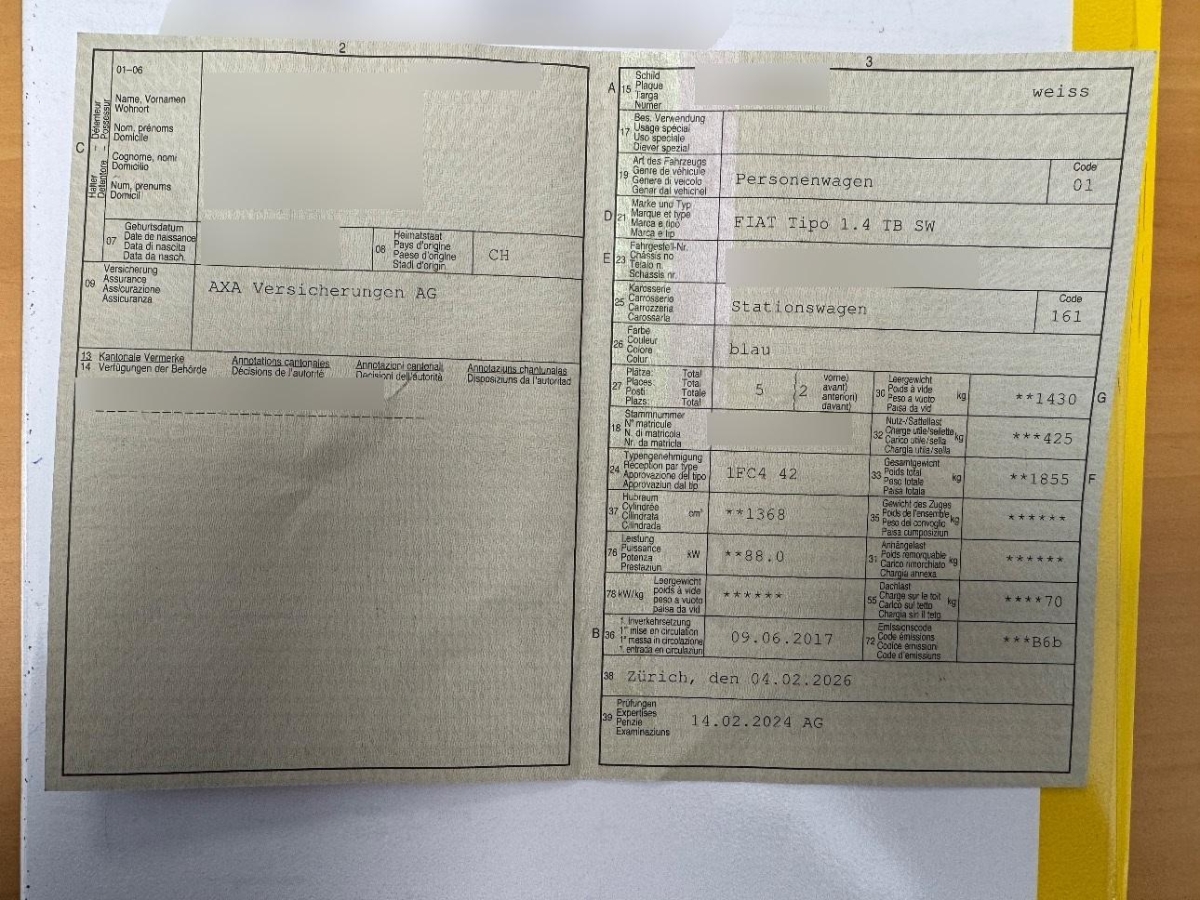 2
01–06
Name, Vornamen
Wohnort
Nom, prénoms
Domicile
Cognome, nomi
Domicilio
Num, prenums
Domicil
C
Halter – Détenteur
Detentore – Possessur
07
Geburtsdatum
Date de naissance
Data di nascita
Data da nasch.
08
Heimatstaat
Pays d'origine
Paese d'origine
Stadi d'origin
CH
09
Versicherung
Assurance
Assicurazione
Assicuranza
AXA Versicherungen AG
13 Kantonale Vermerke Annotations cantonales Annotazioni cantonali Annotaziuns chantunalas
14 Verfügungen der Behörde Décisions de l'autorité Decisioni dell'autorità Disposiziuns da l'autoritad
3
A 15
Schild
Plaque
Targa
Numer
weiss
17
Bes. Verwendung
Usage spécial
Uso speciale
Diever spezial
19
Art des Fahrzeugs
Genre de véhicule
Genere di veicolo
Gener dal vehichel
Personenwagen
Code
01
D 21
Marke und Typ
Marque et type
Marca e tipo
Marca e tip
FIAT Tipo 1.4 TB SW
E 23
Fahrgestell-Nr.
Châssis no
Telaio n.
Schassis nr.
25
Karosserie
Carrosserie
Carrozzeria
Carossaria
Stationswagen
Code
161
26
Farbe
Couleur
Colore
Colur
blau
27
Plätze: Total
Places: Total
Posti: Totale
Plazs: Total
5
(2
vorne)
avant)
anteriori)
davant)
30
Leergewicht
Poids à vide
Peso a vuoto
Paisa da vid
kg
**1430
G
18
Stammnummer
N° matricule
N. di matricola
Nr. da matricla
32
Nutz-/Sattellast
Charge utile/sellette
Carico utile/sella
Chargia utila/sella
kg
***425
24
Typengenehmigung
Réception par type
Approvazione del tipo
Approvaziun dal tip
1FC4 42
33
Gesamtgewicht
Poids total
Peso totale
Paisa totala
kg
**1855
F
37
Hubraum
Cylindrée
Cilindrata
Cilindrada
cm³
**1368
35
Gewicht des Zuges
Poids de l'ensemble
Peso del convoglio
Paisa cumposiziun
kg
******
76
Leistung
Puissance
Potenza
Prestaziun
kW
**88.0
31
Anhängelast
Poids remorquable
Carico rimorchiato
Chargia annexa
kg
******
78 kW/kg
Leergewicht
poids à vide
peso a vuoto
paisa da vid
******
55
Dachlast
Charge sur le toit
Carico sul tetto
Chargia sin il tetg
kg
****70
B 36
1. Inverkehrsetzung
1re mise en circulation
1a messa in circolazione
1. entrada en circulaziun
09.06.2017
72
Emissionscode
Code émissions
Codice emissioni
Code d'emissiuns
***B6b
38
Zürich, den 04.02.2026
39
Prüfungen
Expertises
Perizie
Examinaziuns
14.02.2024 AG